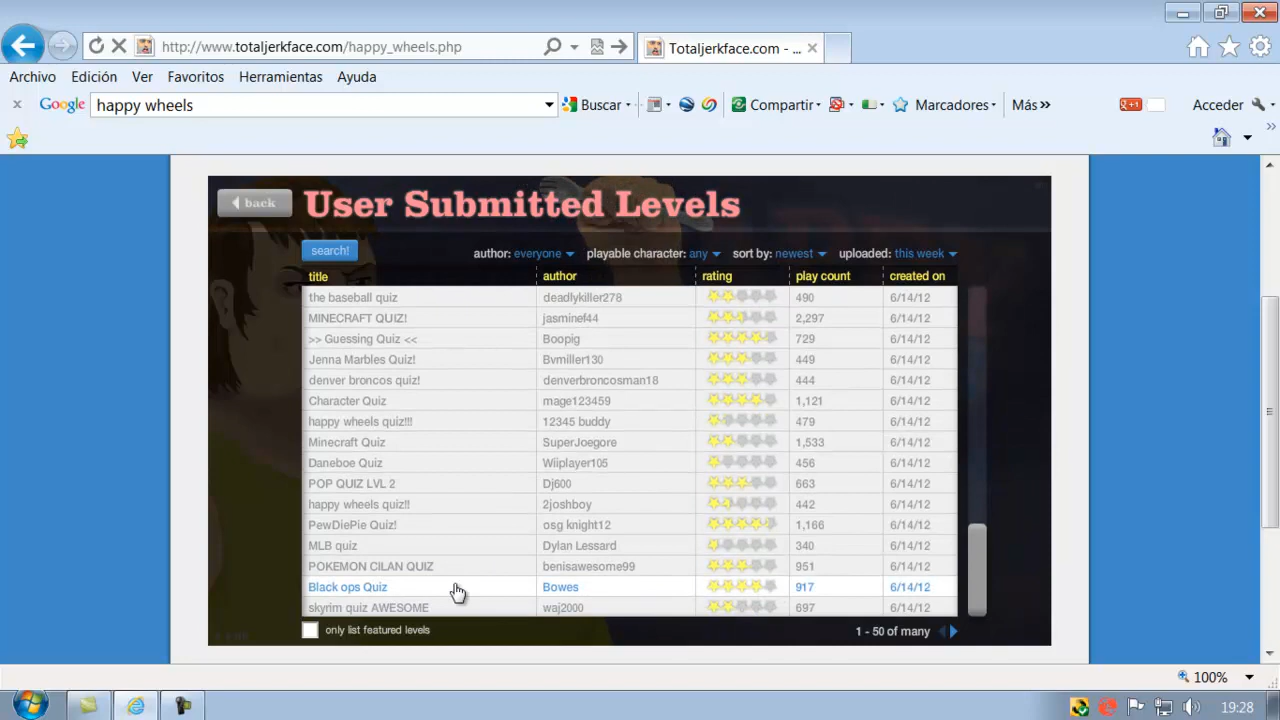 http://www.totaljerkface.com/happy_wheels.php
Totaljerkface.com - ...
Archivo Edición Ver Favoritos Herramientas Ayuda
Google happy wheels Buscar Compartir Marcadores Más» +1 Acceder
back User Submitted Levels
search! author: everyone playable character: any sort by: newest uploaded: this week
title author rating play count created on
the baseball quiz deadlykiller278 490 6/14/12
MINECRAFT QUIZ! jasminef44 2,297 6/14/12
>> Guessing Quiz << Boopig 729 6/14/12
Jenna Marbles Quiz! Bvmiller130 449 6/14/12
denver broncos quiz! denverbroncosman18 444 6/14/12
Character Quiz mage123459 1,121 6/14/12
happy wheels quiz!!! 12345 buddy 479 6/14/12
Minecraft Quiz SuperJoegore 1,533 6/14/12
Daneboe Quiz Wiiplayer105 456 6/14/12
POP QUIZ LVL 2 Dj600 663 6/14/12
happy wheels quiz!! 2joshboy 442 6/14/12
PewDiePie Quiz! osg knight12 1,166 6/14/12
MLB quiz Dylan Lessard 340 6/14/12
POKEMON CILAN QUIZ benisawesome99 951 6/14/12
Black ops Quiz Bowes 917 6/14/12
skyrim quiz AWESOME waj2000 697 6/14/12
only list featured levels 1 - 50 of many
100%
19:28